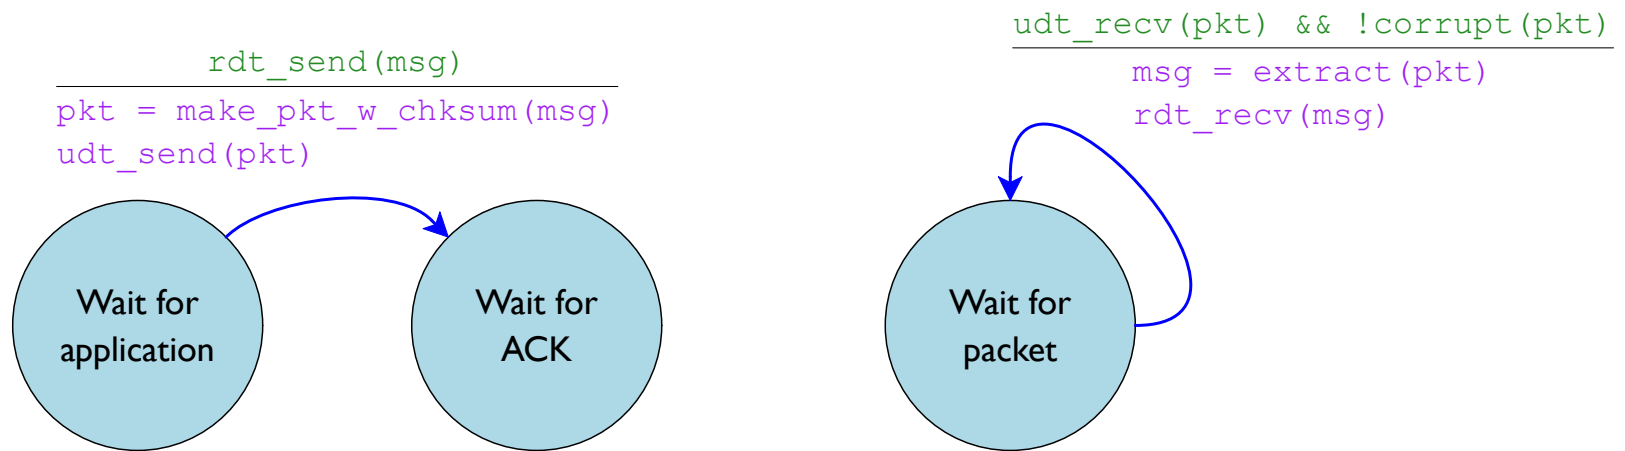 rdt_send(msg)
pkt = make_pkt_w_chksum(msg)
udt_send(pkt)
Wait for
application
Wait for
ACK
udt_recv(pkt) && !corrupt(pkt)
msg = extract(pkt)
rdt_recv(msg)
Wait for
packet